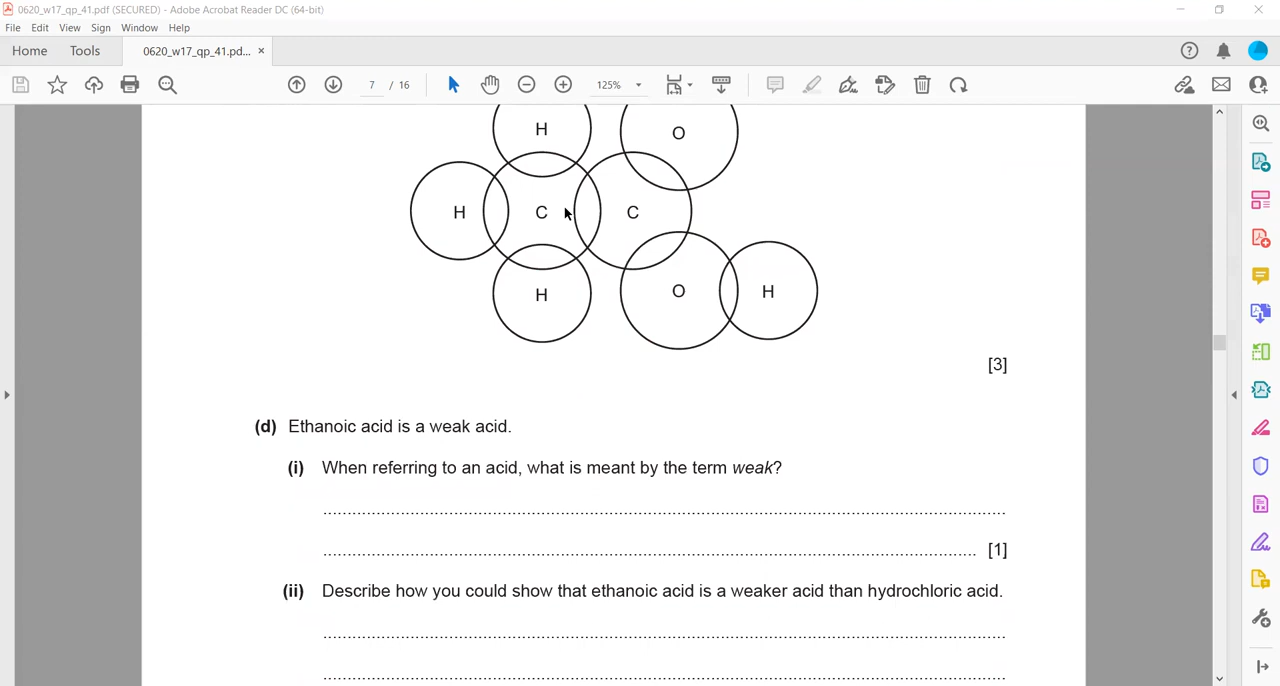 0620_w17_qp_41.pdf (SECURED) - Adobe Acrobat Reader DC (64-bit)
File Edit View Sign Window Help
Home Tools 0620_w17_qp_41.pd... ×
7 / 16 125%
H O
H C C
H O H
[3]
(d) Ethanoic acid is a weak acid.
(i) When referring to an acid, what is meant by the term weak?
................................................................................
................................................................................ [1]
(ii) Describe how you could show that ethanoic acid is a weaker acid than hydrochloric acid.
................................................................................
................................................................................